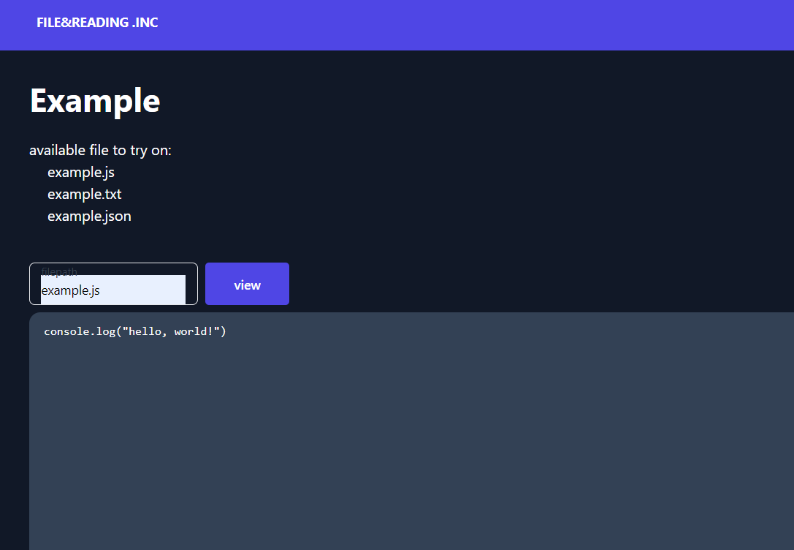 FILE&READING .INC
Example
available file to try on:
example.js
example.txt
example.json
filepath
example.js
view
console.log("hello, world!")